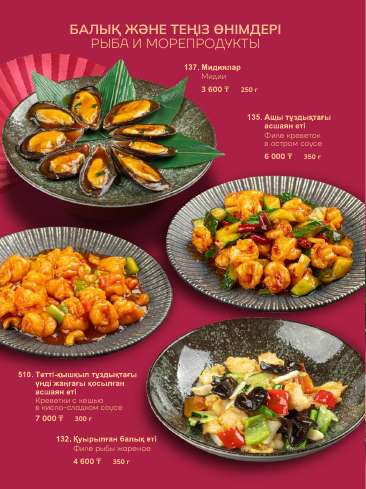 БАЛЫҚ ЖӘНЕ ТЕҢІЗ ӨНІМДЕРІ
РЫБА И МОРЕПРОДУКТЫ
137. Мидиялар
Мидии
3 600 ₸ 250 г
135. Ащы тұздықтағы
асшаян еті
Филе креветок
в остром соусе
6 000 ₸ 350 г
510. Тәтті-қышқыл тұздықтағы
үнді жаңғағы қосылған
асшаян еті
Креветки с кешью
в кисло-сладком соусе
7 000 ₸ 300 г
132. Қуырылған балық еті
Филе рыбы жареное
4 600 ₸ 350 г